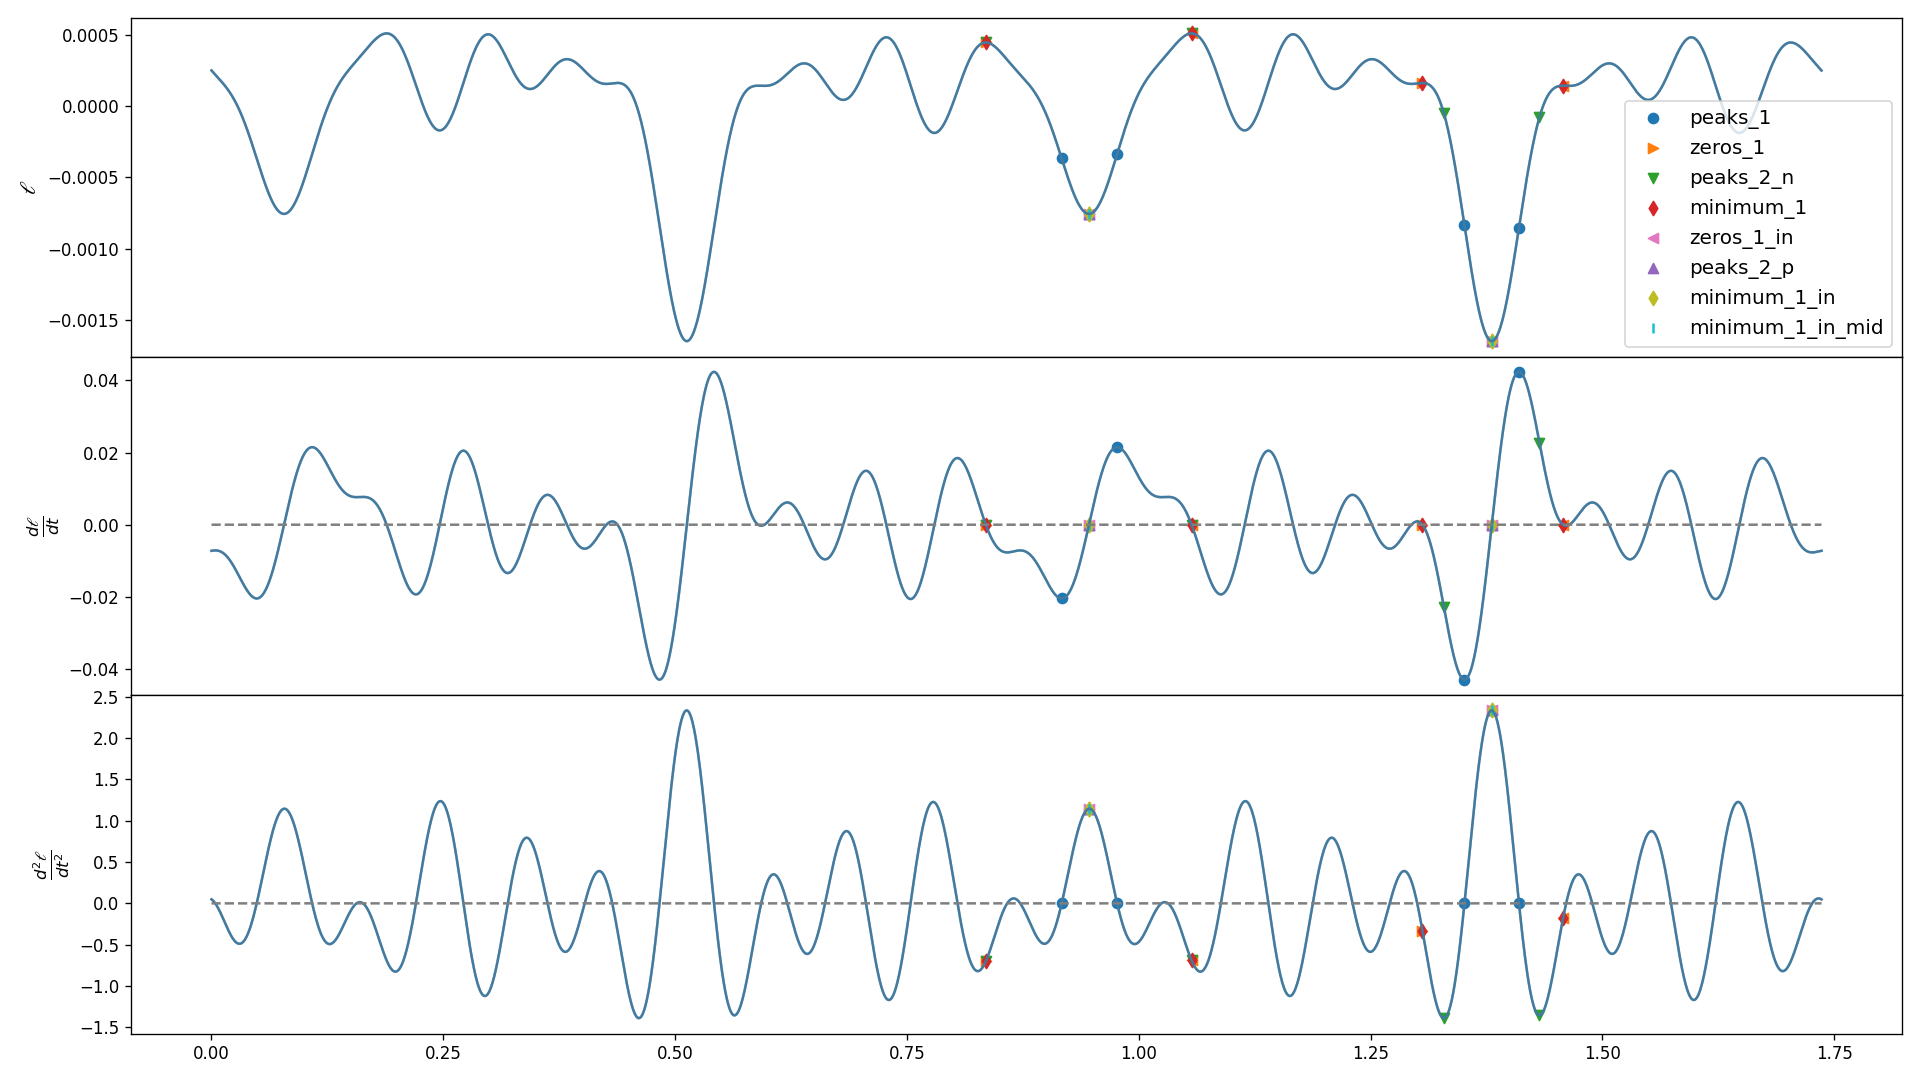 0.0005
0.0000
−0.0005
−0.0010
−0.0015
ℓ
peaks_1
zeros_1
peaks_2_n
minimum_1
zeros_1_in
peaks_2_p
minimum_1_in
minimum_1_in_mid
0.04
0.02
0.00
−0.02
−0.04
dℓ
dt
2.5
2.0
1.5
1.0
0.5
0.0
−0.5
−1.0
−1.5
d²ℓ
dt²
0.00 0.25 0.50 0.75 1.00 1.25 1.50 1.75